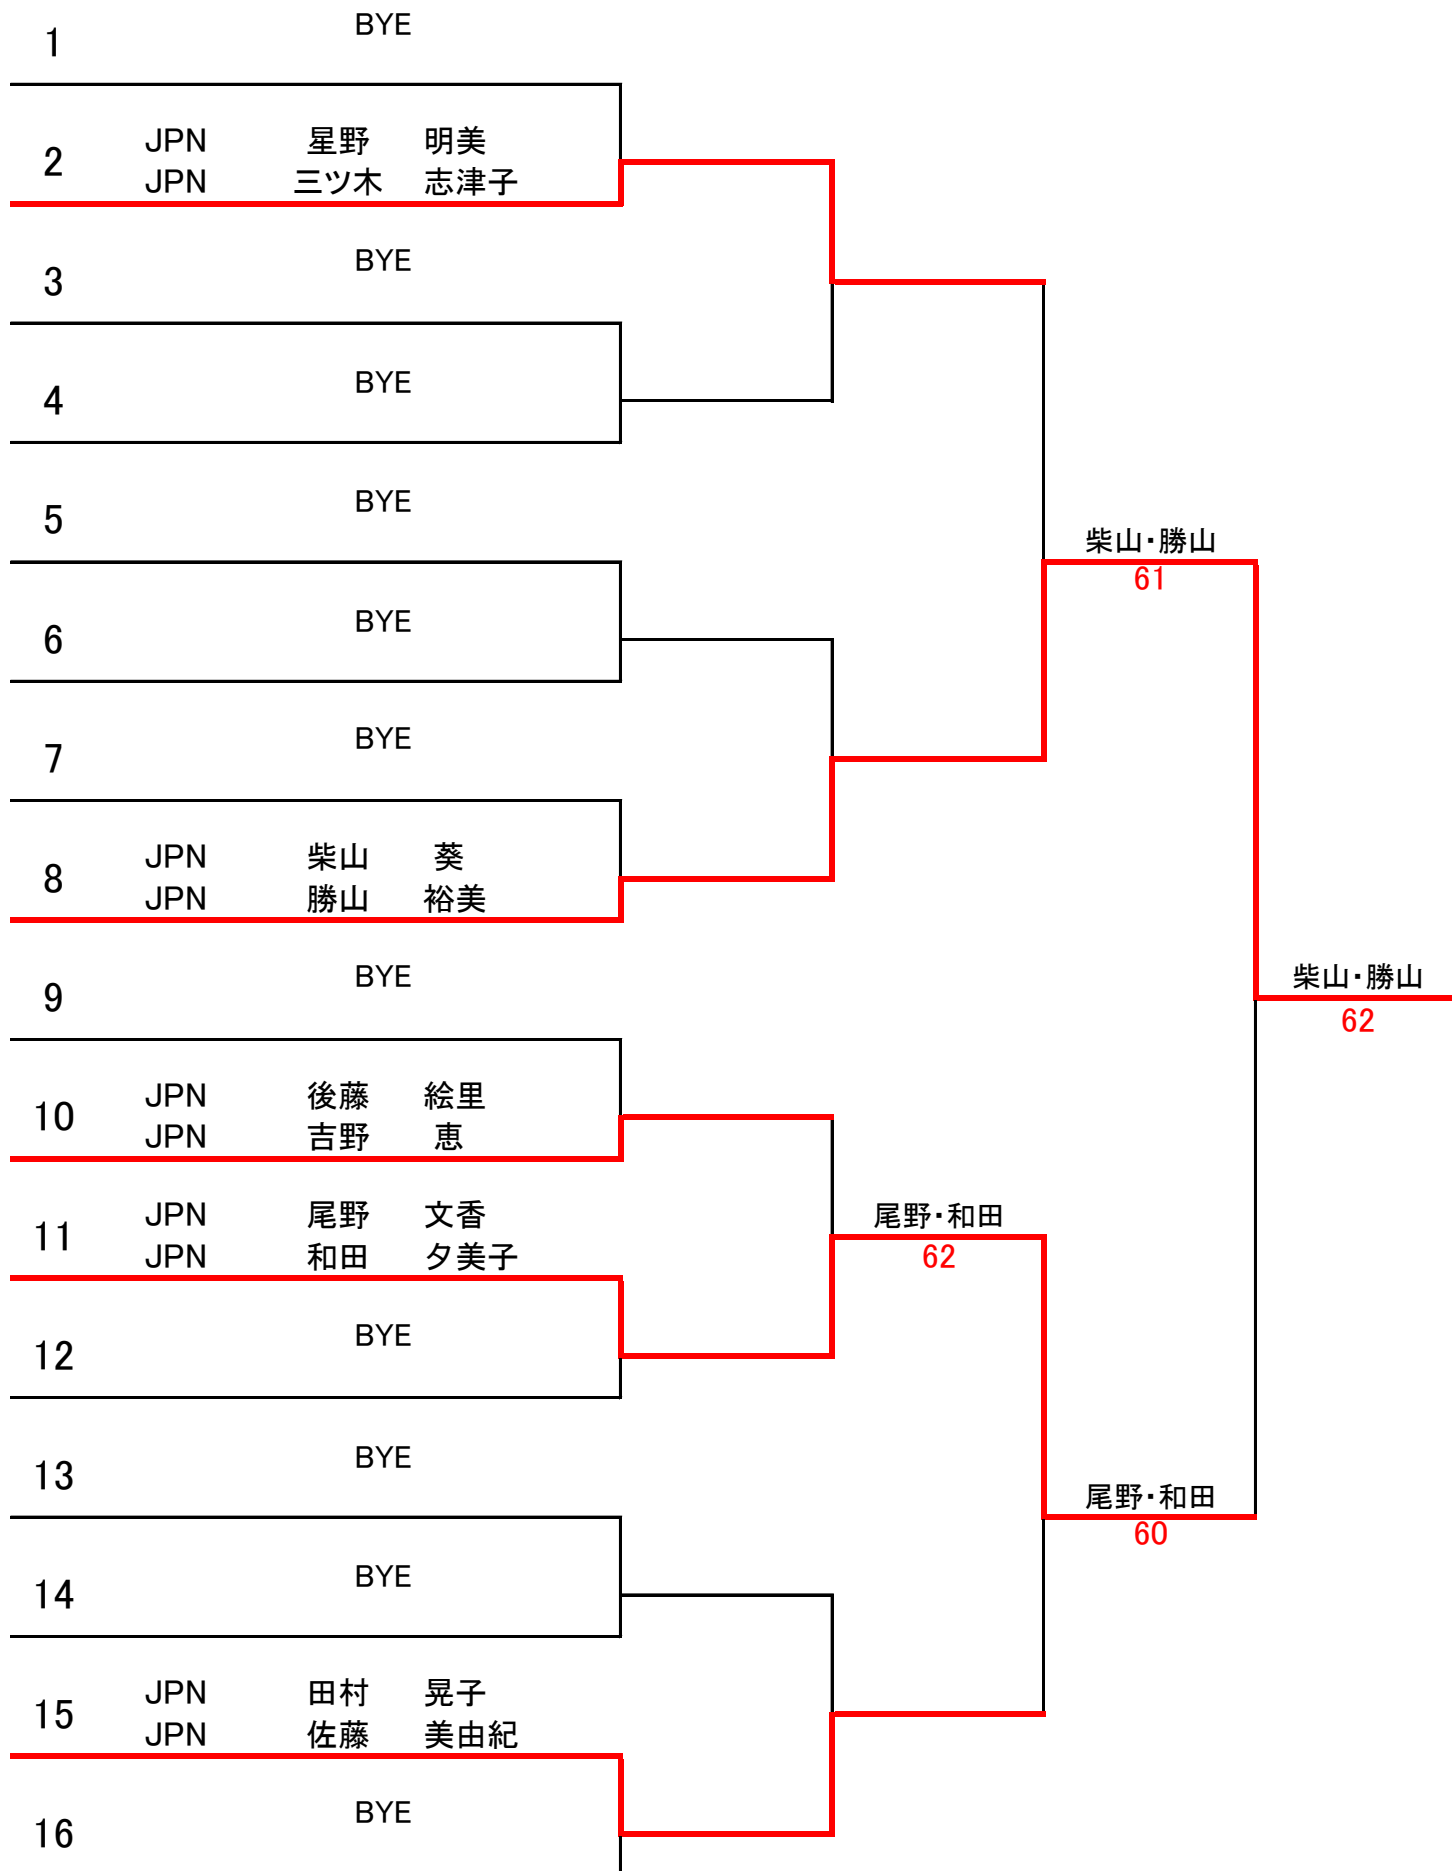 1 BYE
2 JPN 星野 明美
JPN 三ツ木 志津子
3 BYE
4 BYE
5 BYE
柴山・勝山
61
6 BYE
7 BYE
8 JPN 柴山 葵
JPN 勝山 裕美
9 BYE
柴山・勝山
62
10 JPN 後藤 絵里
JPN 吉野 恵
11 JPN 尾野 文香
JPN 和田 夕美子
尾野・和田
62
12 BYE
13 BYE
尾野・和田
60
14 BYE
15 JPN 田村 晃子
JPN 佐藤 美由紀
16 BYE